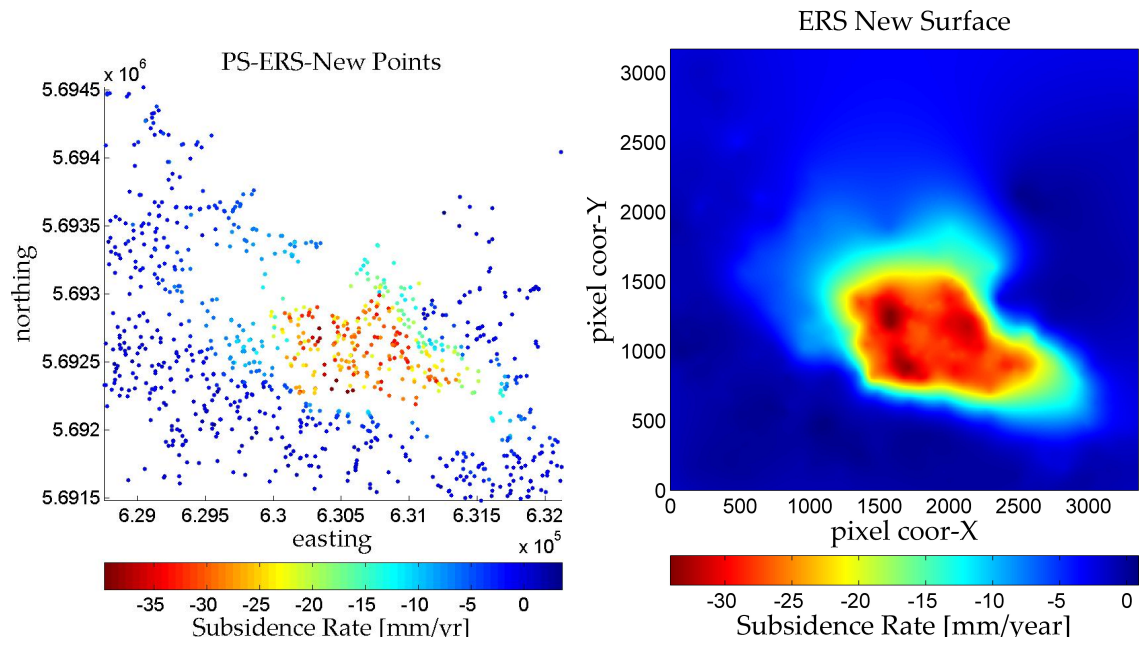 PS-ERS-New Points
x 10⁶
5.6945
5.694
5.6935
5.693
5.6925
5.692
5.6915
northing
6.29 6.295 6.3 6.305 6.31 6.315 6.32
easting
x 10⁵
-35 -30 -25 -20 -15 -10 -5 0
Subsidence Rate [mm/yr]
ERS New Surface
3000
2500
2000
1500
1000
500
0
pixel coor-Y
0 500 1000 1500 2000 2500 3000
pixel coor-X
-30 -25 -20 -15 -10 -5 0
Subsidence Rate [mm/year]